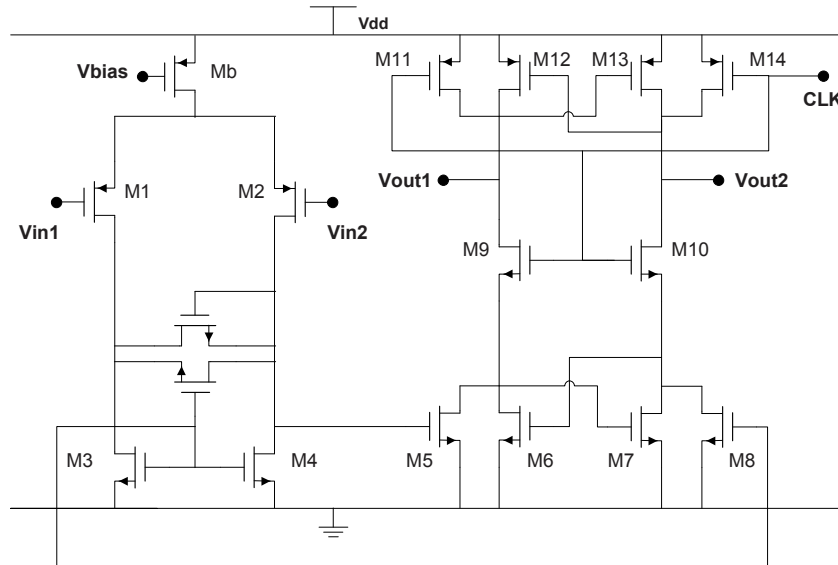 Vdd
M11 M12 M13 M14
Vbias Mb
CLK
M1 M2 Vout1 Vout2
Vin1 Vin2 M9 M10
M3 M4 M5 M6 M7 M8